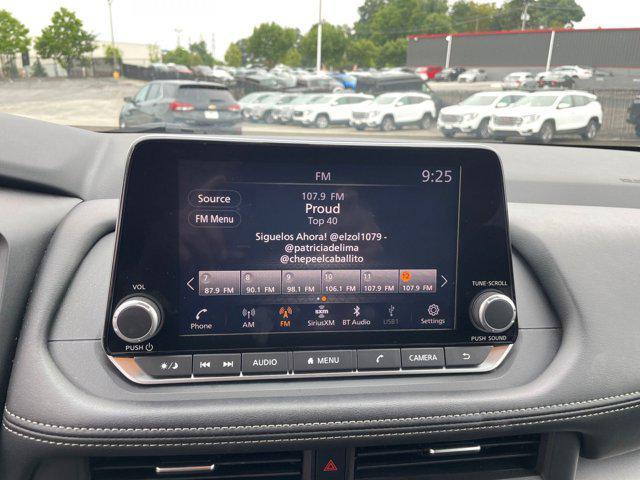 FM
9:25
Source
FM Menu
107.9 FM
Proud
Top 40
Siguelos Ahora! @elzol1079 -
@patriciadelima
@chepeelcaballito
7 8 9 10 11 12
87.9 FM 90.1 FM 98.1 FM 106.1 FM 107.9 FM 107.9 FM
Phone AM FM SiriusXM BT Audio USB1 Settings
VOL
PUSH
TUNE·SCROLL
PUSH SOUND
AUDIO MENU CAMERA